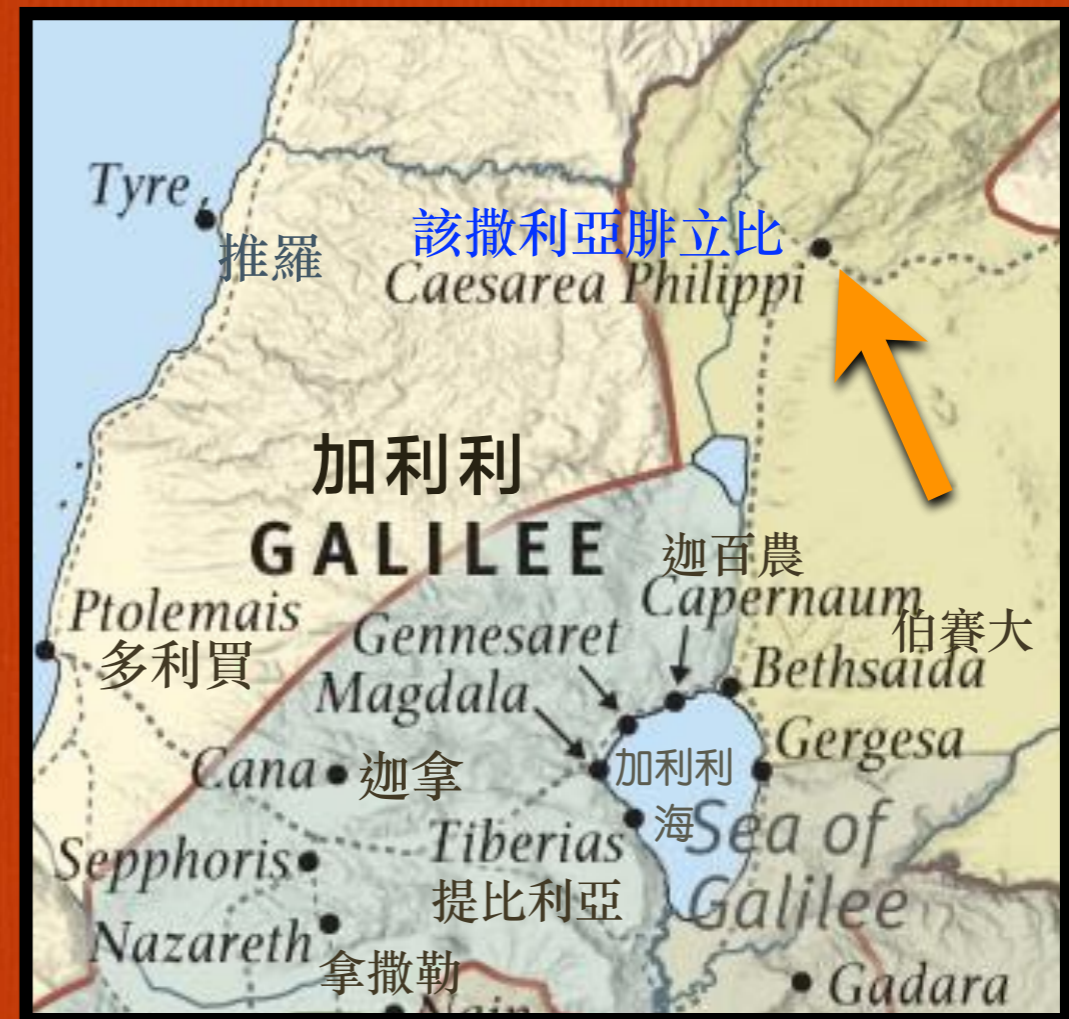 Tyre
推羅
該撒利亞腓立比
Caesarea Philippi
加利利
GALILEE
迦百農
Capernaum
Ptolemais
多利買
Gennesaret
伯賽大
Bethsaida
Magdala
Gergesa
Cana
迦拿
加利利
海
Sea of
Galilee
Tiberias
提比利亞
Sepphoris
Nazareth
拿撒勒
Gadara
Nain